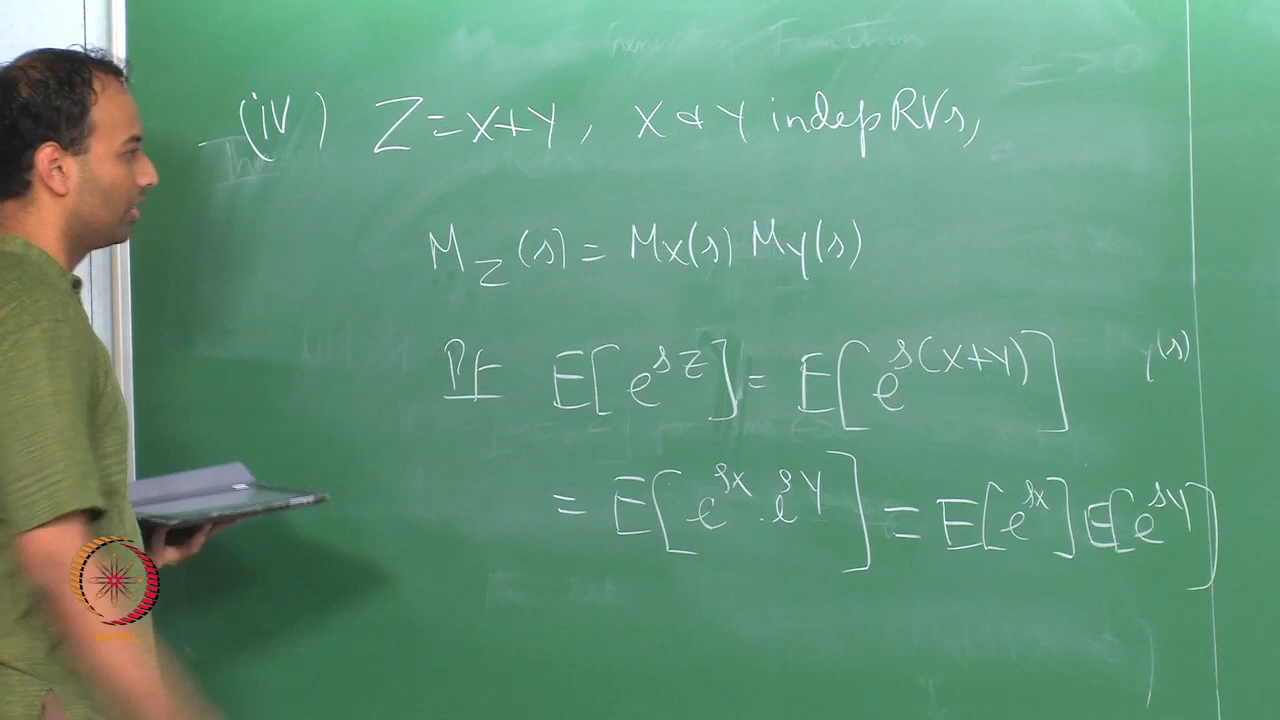 (iv) Z = X + Y, X & Y indep RVs,
M_Z(s) = M_X(s) M_Y(s)
Pf E[e^{sZ}] = E[e^{s(X+Y)}]
(s)
= E[e^{sX} . e^{sY}] = E[e^{sX}] E[e^{sY}]